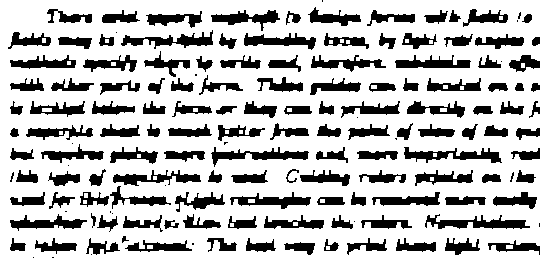 There exist several methods to design forms with fields to
fields may be surrounded by bounding boxes, by light rectangles o
methods specify where to write and, therefore, minimize the effe
with other parts of the form. These guides can be located on a s
is located below the form or they can be printed directly on the fo
a separate sheet is much better from the point of view of the qua
but requires giving more instructions and, more importantly, rest
this type of acquisition is used. Guiding rulers printed on the
used for this reason. Light rectangles can be removed more easily
whenever the handwritten text touches the rulers. Nevertheless,
be taken into account: The best way to print these light rectang